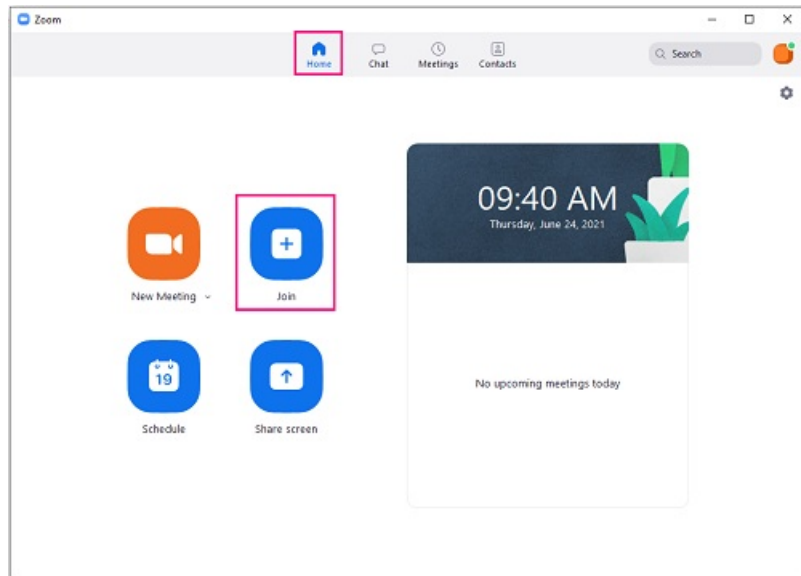 Zoom
Home Chat Meetings Contacts
Search
09:40 AM
Thursday, June 24, 2021
New Meeting Join
19
Schedule Share screen
No upcoming meetings today